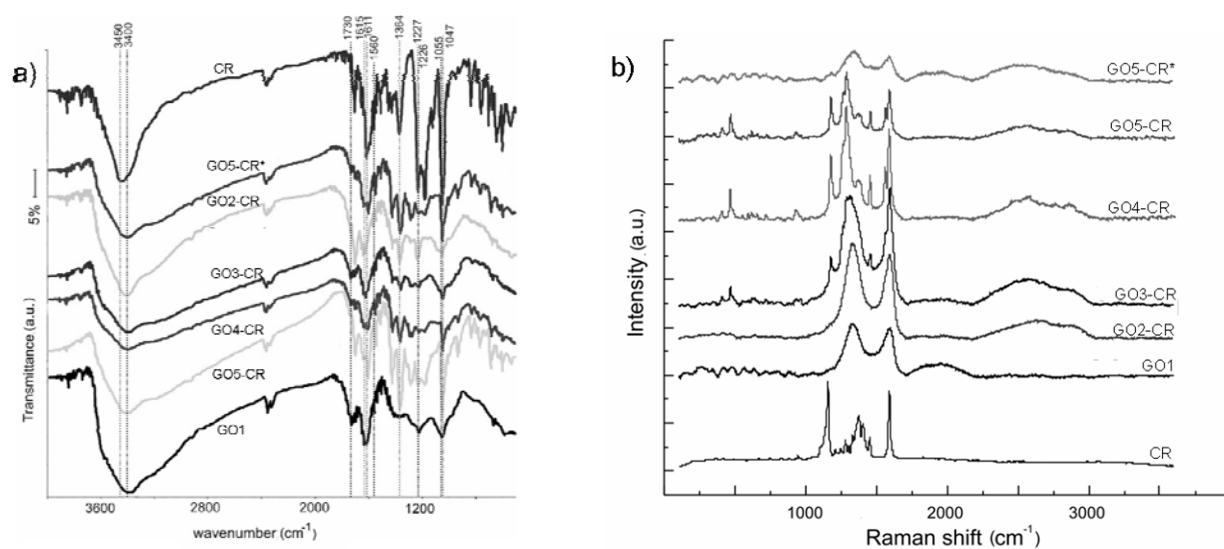 3450
3400
1730
1615
1611
1560
1364
1227
1226
1055
1047
a)
CR
GO5-CR*
GO2-CR
GO3-CR
GO4-CR
GO5-CR
GO1
5%
Transmittance (a.u.)
3600 2800 2000 1200
wavenumber (cm⁻¹)
b)
GO5-CR*
GO5-CR
GO4-CR
GO3-CR
GO2-CR
GO1
CR
Intensity (a.u.)
1000 2000 3000
Raman shift (cm⁻¹)